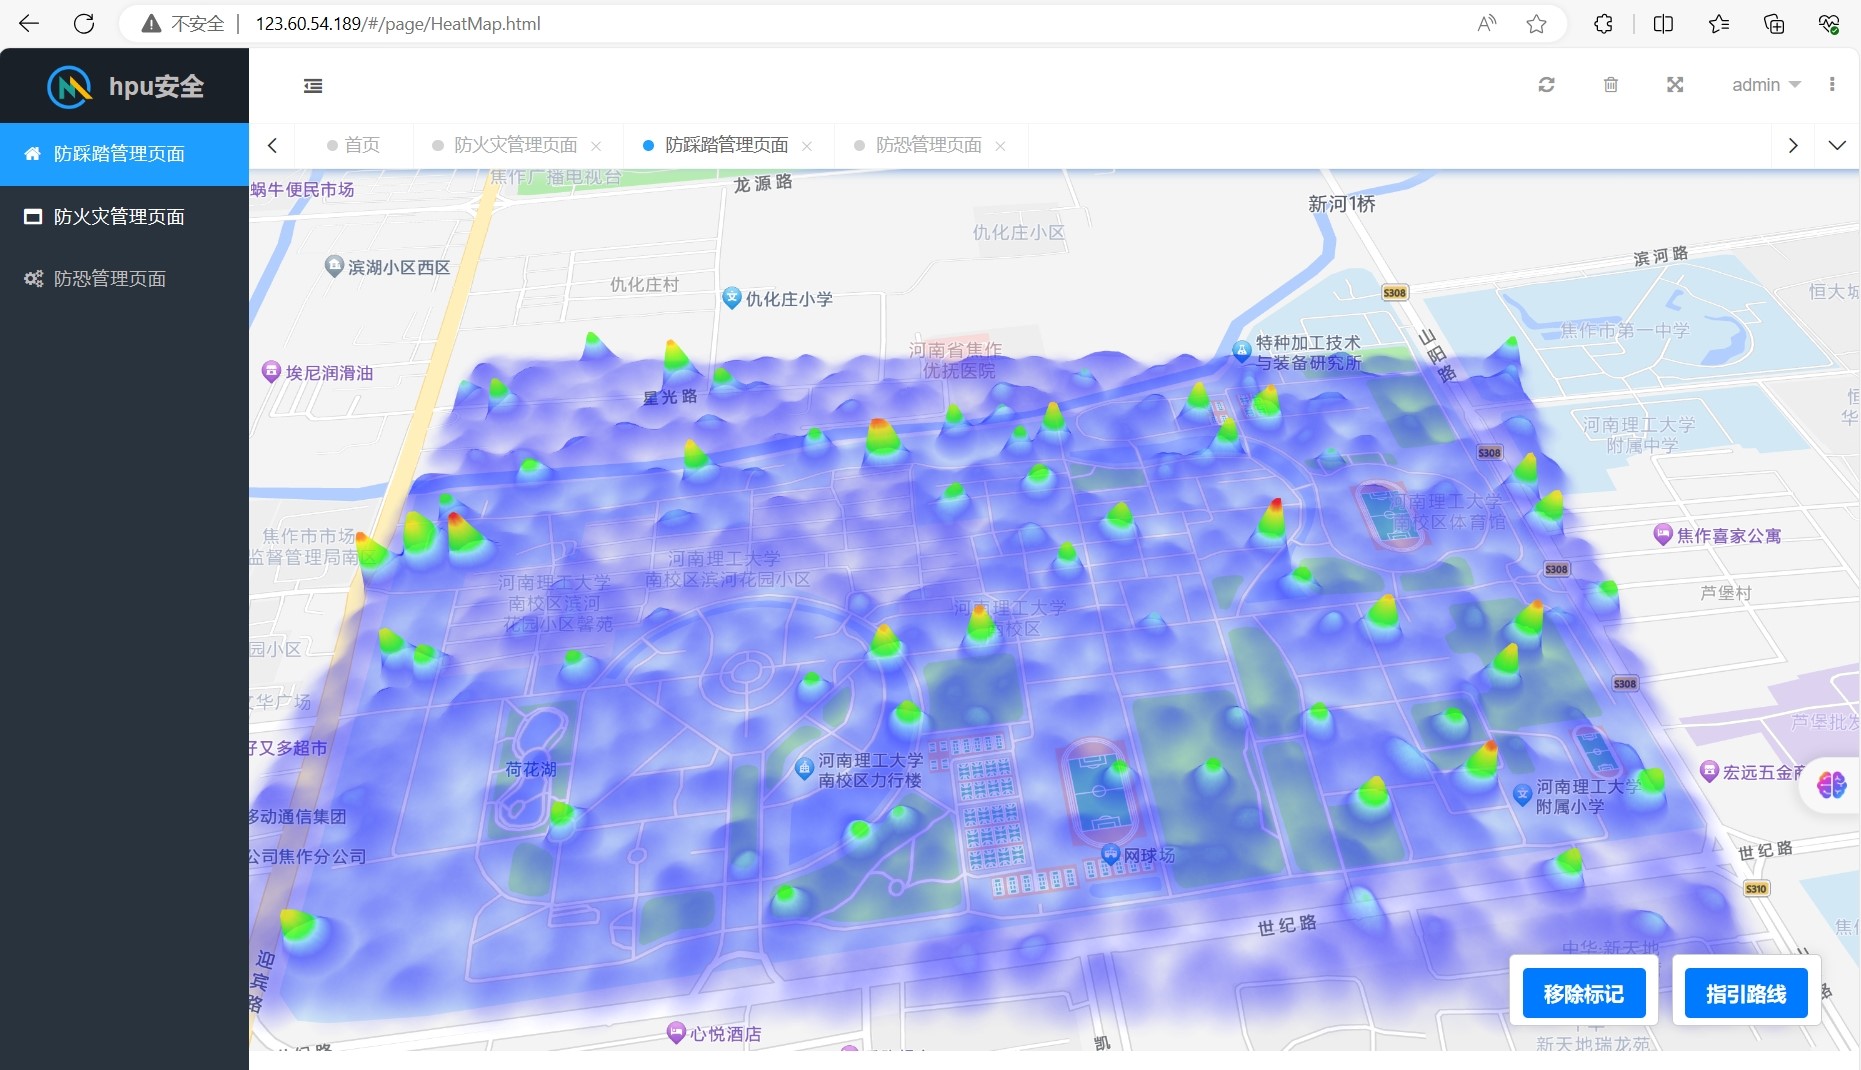 不安全
123.60.54.189/#/page/HeatMap.html
hpu安全
admin
防踩踏管理页面
防火灾管理页面
防恐管理页面
首页
防火灾管理页面
防踩踏管理页面
防恐管理页面
蜗牛便民市场
焦作广播电视台
龙源路
新河1桥
仇化庄小区
滨河路
滨湖小区西区
仇化庄村
仇化庄小学
S308
恒大城
焦作市第一中学
山阳路
河南省焦作
优抚医院
特种加工技术
与装备研究所
埃尼润滑油
星光路
河南理工大学
附属中学
S308
河南理工大学
南校区体育馆
焦作市市场
监督管理局南区
焦作喜家公寓
河南理工大学
南校区滨河花园小区
S308
河南理工大学
南校区滨河
花园小区馨苑
芦堡村
河南理工大学
南校区
园小区
S308
文华广场
芦堡批发
好又多超市
荷花湖
河南理工大学
南校区力行楼
宏远五金商
河南理工大学
附属小学
移动通信集团
公司焦作分公司
网球场
世纪路
S310
世纪路
中华·新天地
迎宾路
移除标记
指引路线
心悦酒店
凯
新天地瑞龙苑
世纪路